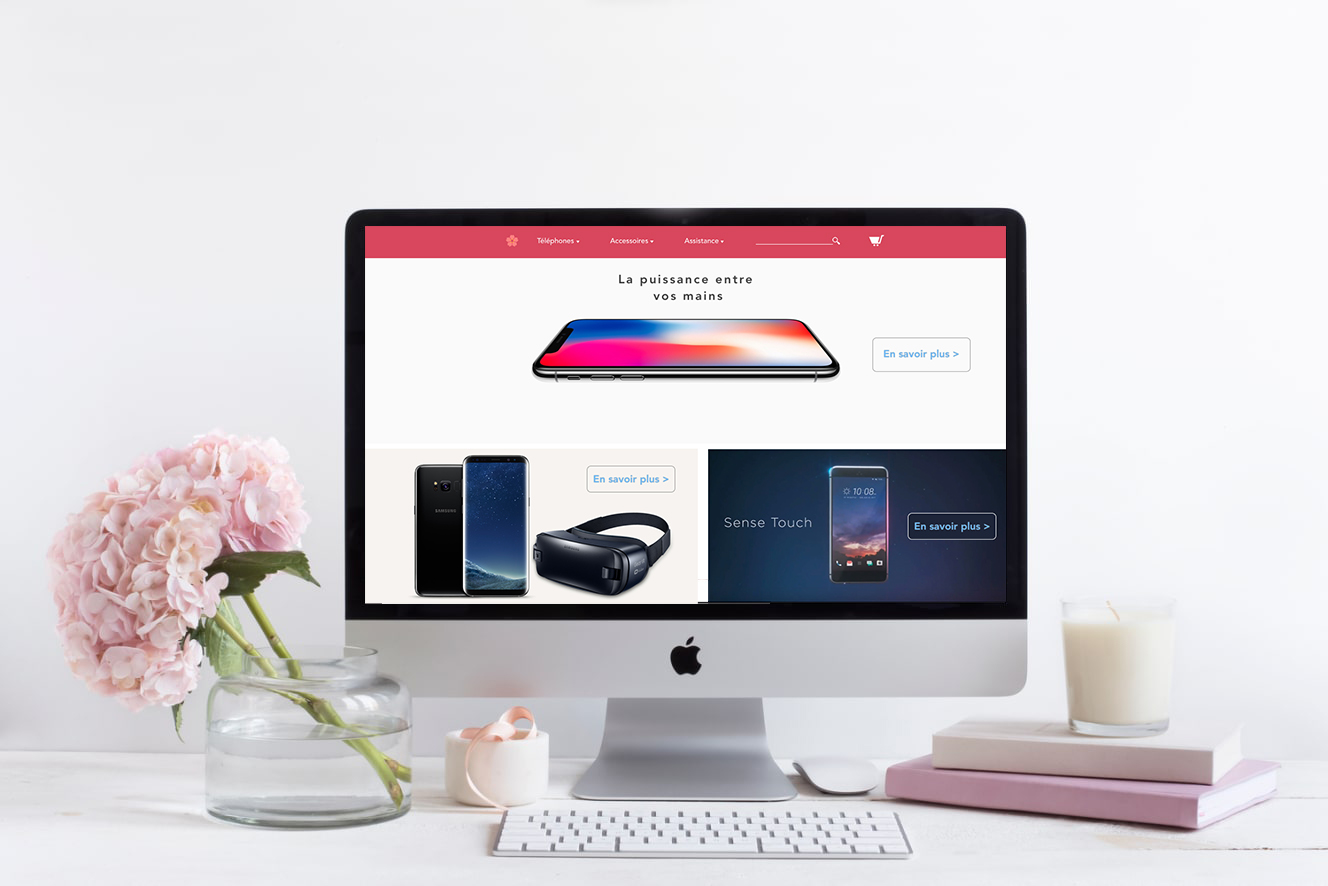 Téléphones
Accessoires
Assistance
La puissance entre
vos mains
En savoir plus >
En savoir plus >
SAMSUNG
10 08.
Sense Touch
En savoir plus >